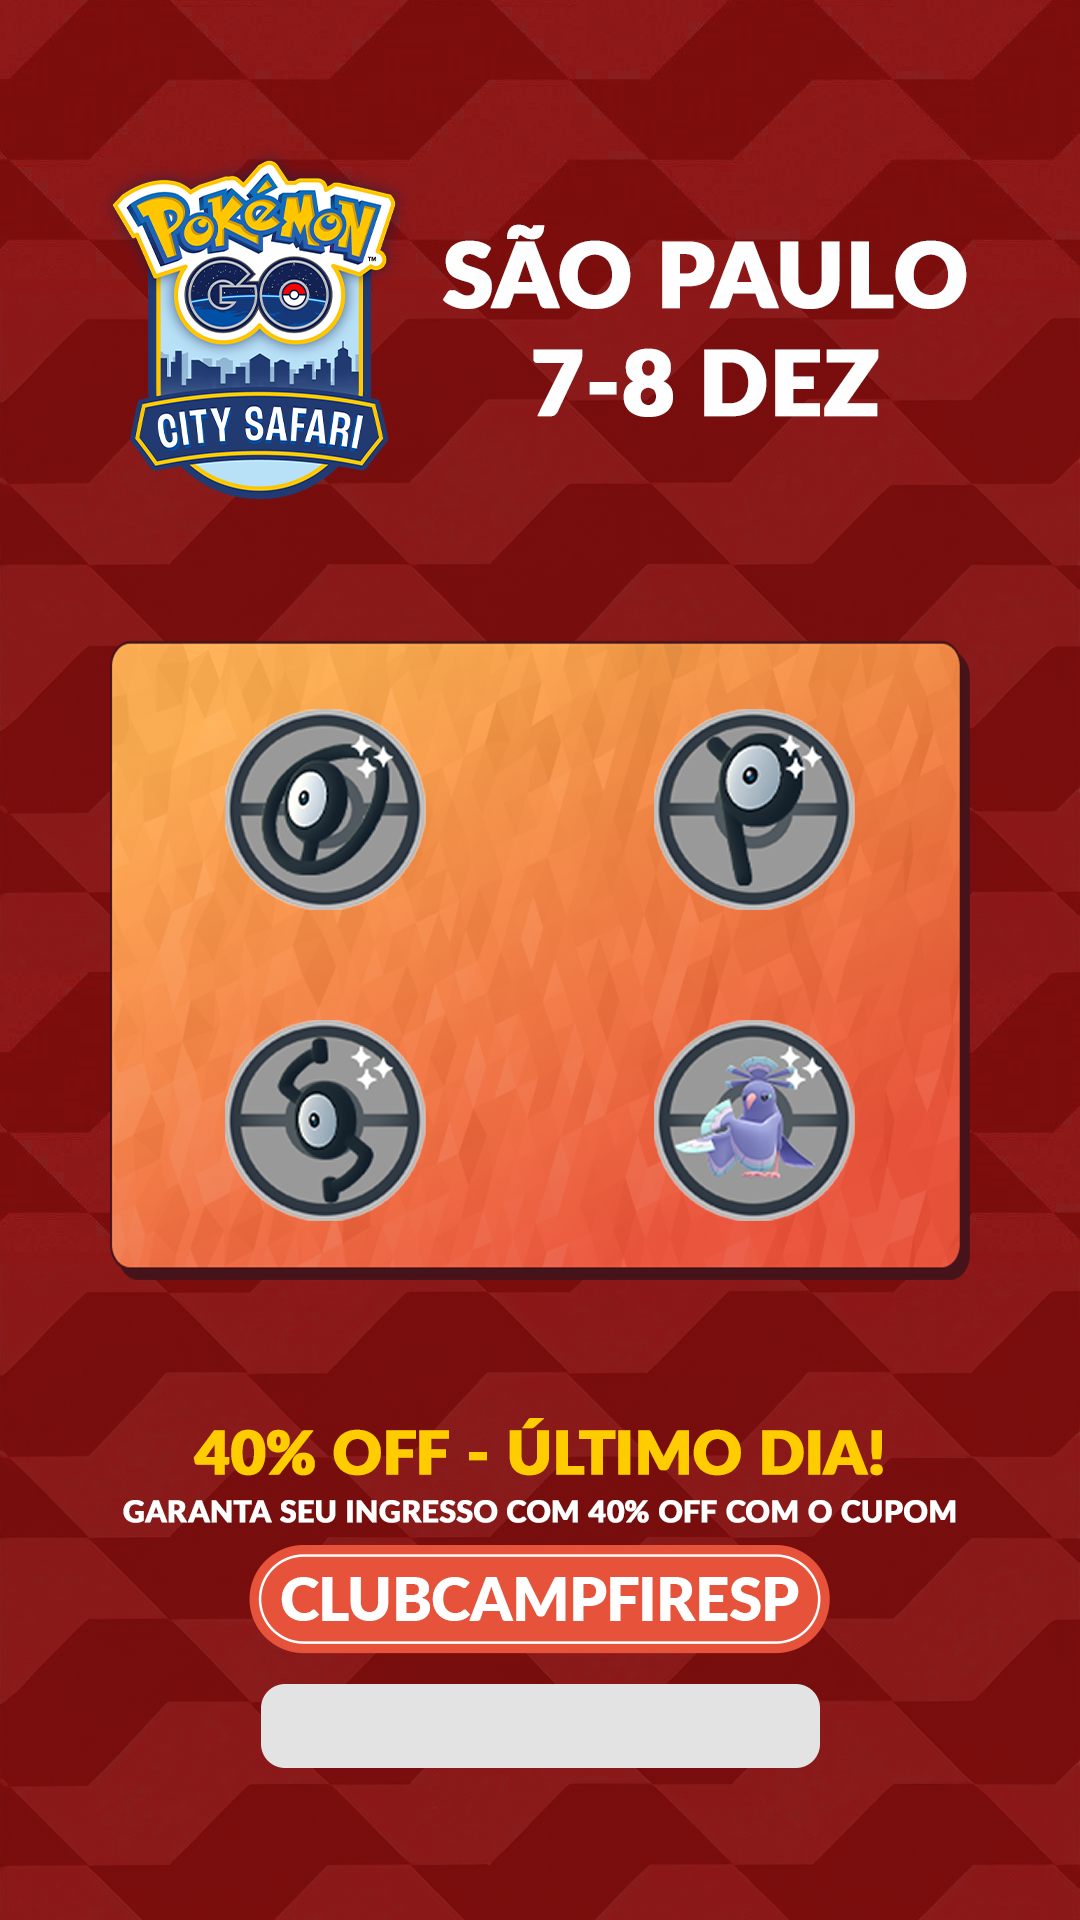 Pokémon
GO
CITY SAFARI
SÃO PAULO
7-8 DEZ
40% OFF - ÚLTIMO DIA!
GARANTA SEU INGRESSO COM 40% OFF COM O CUPOM
CLUBCAMPFIRESP